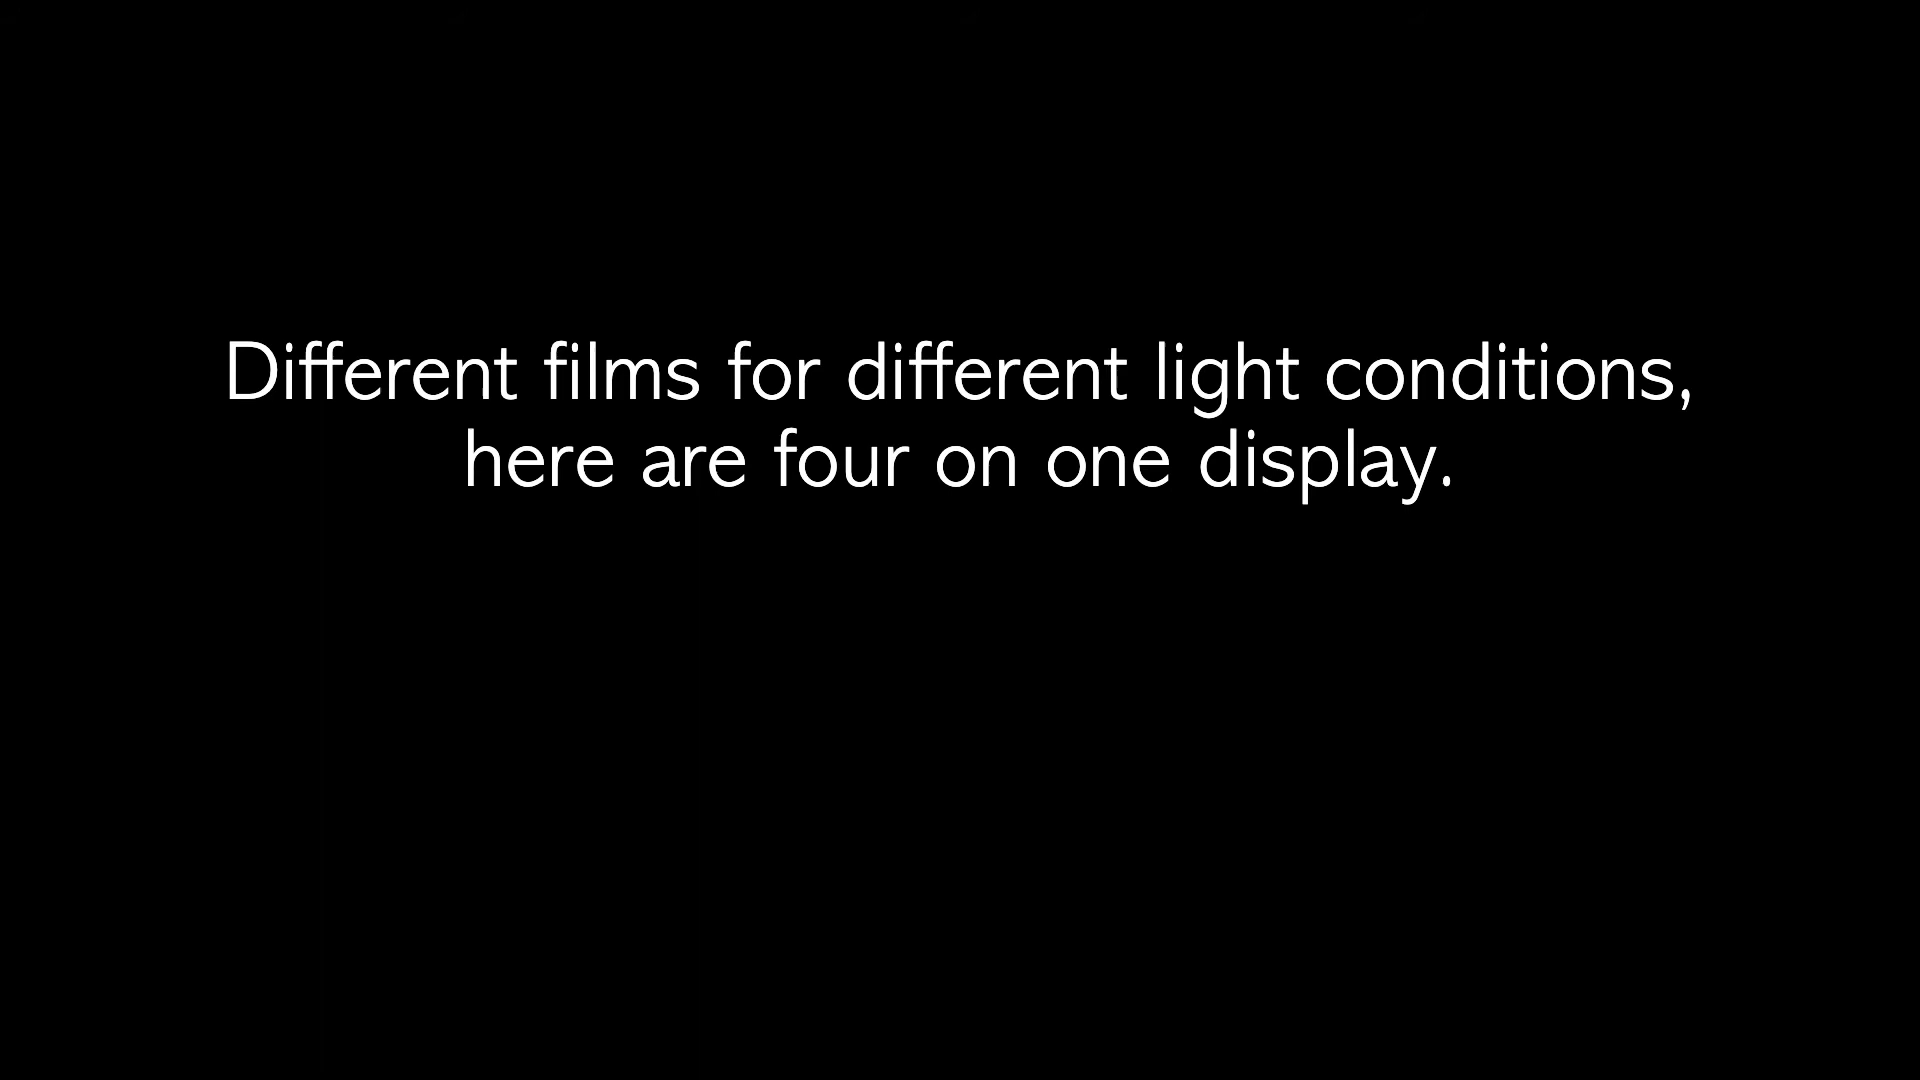 Different films for different light conditions,
here are four on one display.